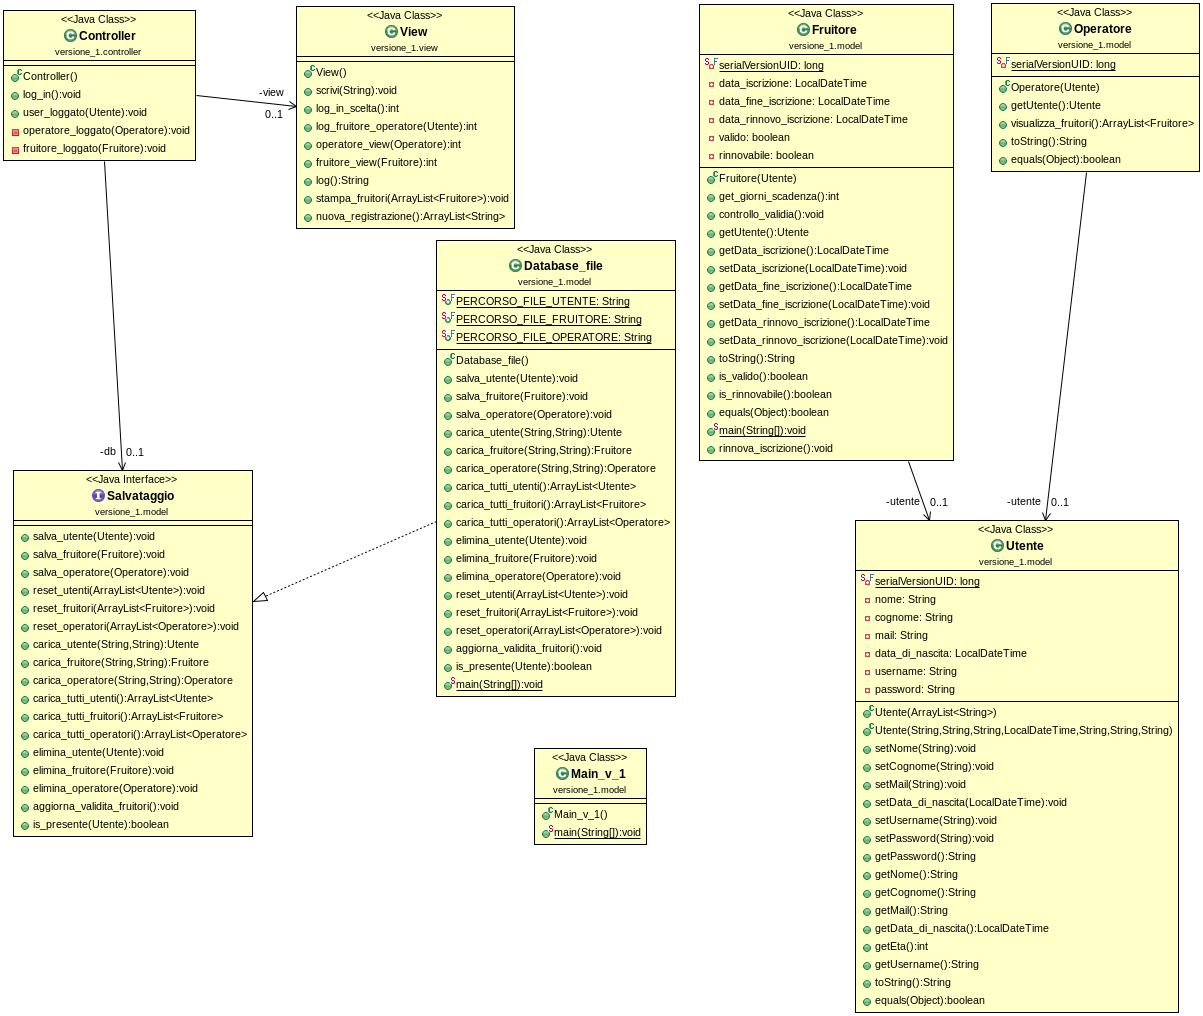 <<Java Class>>
Controller
versione_1.controller
Controller()
log_in():void
user_loggato(Utente):void
operatore_loggato(Operatore):void
fruitore_loggato(Fruitore):void
-view
0..1
<<Java Class>>
View
versione_1.view
View()
scrivi(String):void
log_in_scelta():int
log_fruitore_operatore(Utente):int
operatore_view(Operatore):int
fruitore_view(Fruitore):int
log():String
stampa_fruitori(ArrayList<Fruitore>):void
nuova_registrazione():ArrayList<String>
<<Java Class>>
Fruitore
versione_1.model
serialVersionUID: long
data_iscrizione: LocalDateTime
data_fine_iscrizione: LocalDateTime
data_rinnovo_iscrizione: LocalDateTime
valido: boolean
rinnovabile: boolean
Fruitore(Utente)
get_giorni_scadenza():int
controllo_validia():void
getUtente():Utente
getData_iscrizione():LocalDateTime
setData_iscrizione(LocalDateTime):void
getData_fine_iscrizione():LocalDateTime
setData_fine_iscrizione(LocalDateTime):void
getData_rinnovo_iscrizione():LocalDateTime
setData_rinnovo_iscrizione(LocalDateTime):void
toString():String
is_valido():boolean
is_rinnovabile():boolean
equals(Object):boolean
main(String[]):void
rinnova_iscrizione():void
<<Java Class>>
Operatore
versione_1.model
serialVersionUID: long
Operatore(Utente)
getUtente():Utente
visualizza_fruitori():ArrayList<Fruitore>
toString():String
equals(Object):boolean
<<Java Class>>
Database_file
versione_1.model
PERCORSO_FILE_UTENTE: String
PERCORSO_FILE_FRUITORE: String
PERCORSO_FILE_OPERATORE: String
Database_file()
salva_utente(Utente):void
salva_fruitore(Fruitore):void
salva_operatore(Operatore):void
carica_utente(String,String):Utente
carica_fruitore(String,String):Fruitore
carica_operatore(String,String):Operatore
carica_tutti_utenti():ArrayList<Utente>
carica_tutti_fruitori():ArrayList<Fruitore>
carica_tutti_operatori():ArrayList<Operatore>
elimina_utente(Utente):void
elimina_fruitore(Fruitore):void
elimina_operatore(Operatore):void
reset_utenti(ArrayList<Utente>):void
reset_fruitori(ArrayList<Fruitore>):void
reset_operatori(ArrayList<Operatore>):void
aggiorna_validita_fruitori():void
is_presente(Utente):boolean
main(String[]):void
-db 0..1
<<Java Interface>>
Salvataggio
versione_1.model
salva_utente(Utente):void
salva_fruitore(Fruitore):void
salva_operatore(Operatore):void
reset_utenti(ArrayList<Utente>):void
reset_fruitori(ArrayList<Fruitore>):void
reset_operatori(ArrayList<Operatore>):void
carica_utente(String,String):Utente
carica_fruitore(String,String):Fruitore
carica_operatore(String,String):Operatore
carica_tutti_utenti():ArrayList<Utente>
carica_tutti_fruitori():ArrayList<Fruitore>
carica_tutti_operatori():ArrayList<Operatore>
elimina_utente(Utente):void
elimina_fruitore(Fruitore):void
elimina_operatore(Operatore):void
aggiorna_validita_fruitori():void
is_presente(Utente):boolean
<<Java Class>>
Main_v_1
versione_1.model
Main_v_1()
main(String[]):void
-utente 0..1
-utente 0..1
<<Java Class>>
Utente
versione_1.model
serialVersionUID: long
nome: String
cognome: String
mail: String
data_di_nascita: LocalDateTime
username: String
password: String
Utente(ArrayList<String>)
Utente(String,String,String,LocalDateTime,String,String,String)
setNome(String):void
setCognome(String):void
setMail(String):void
setData_di_nascita(LocalDateTime):void
setUsername(String):void
setPassword(String):void
getPassword():String
getNome():String
getCognome():String
getMail():String
getData_di_nascita():LocalDateTime
getEta():int
getUsername():String
toString():String
equals(Object):boolean